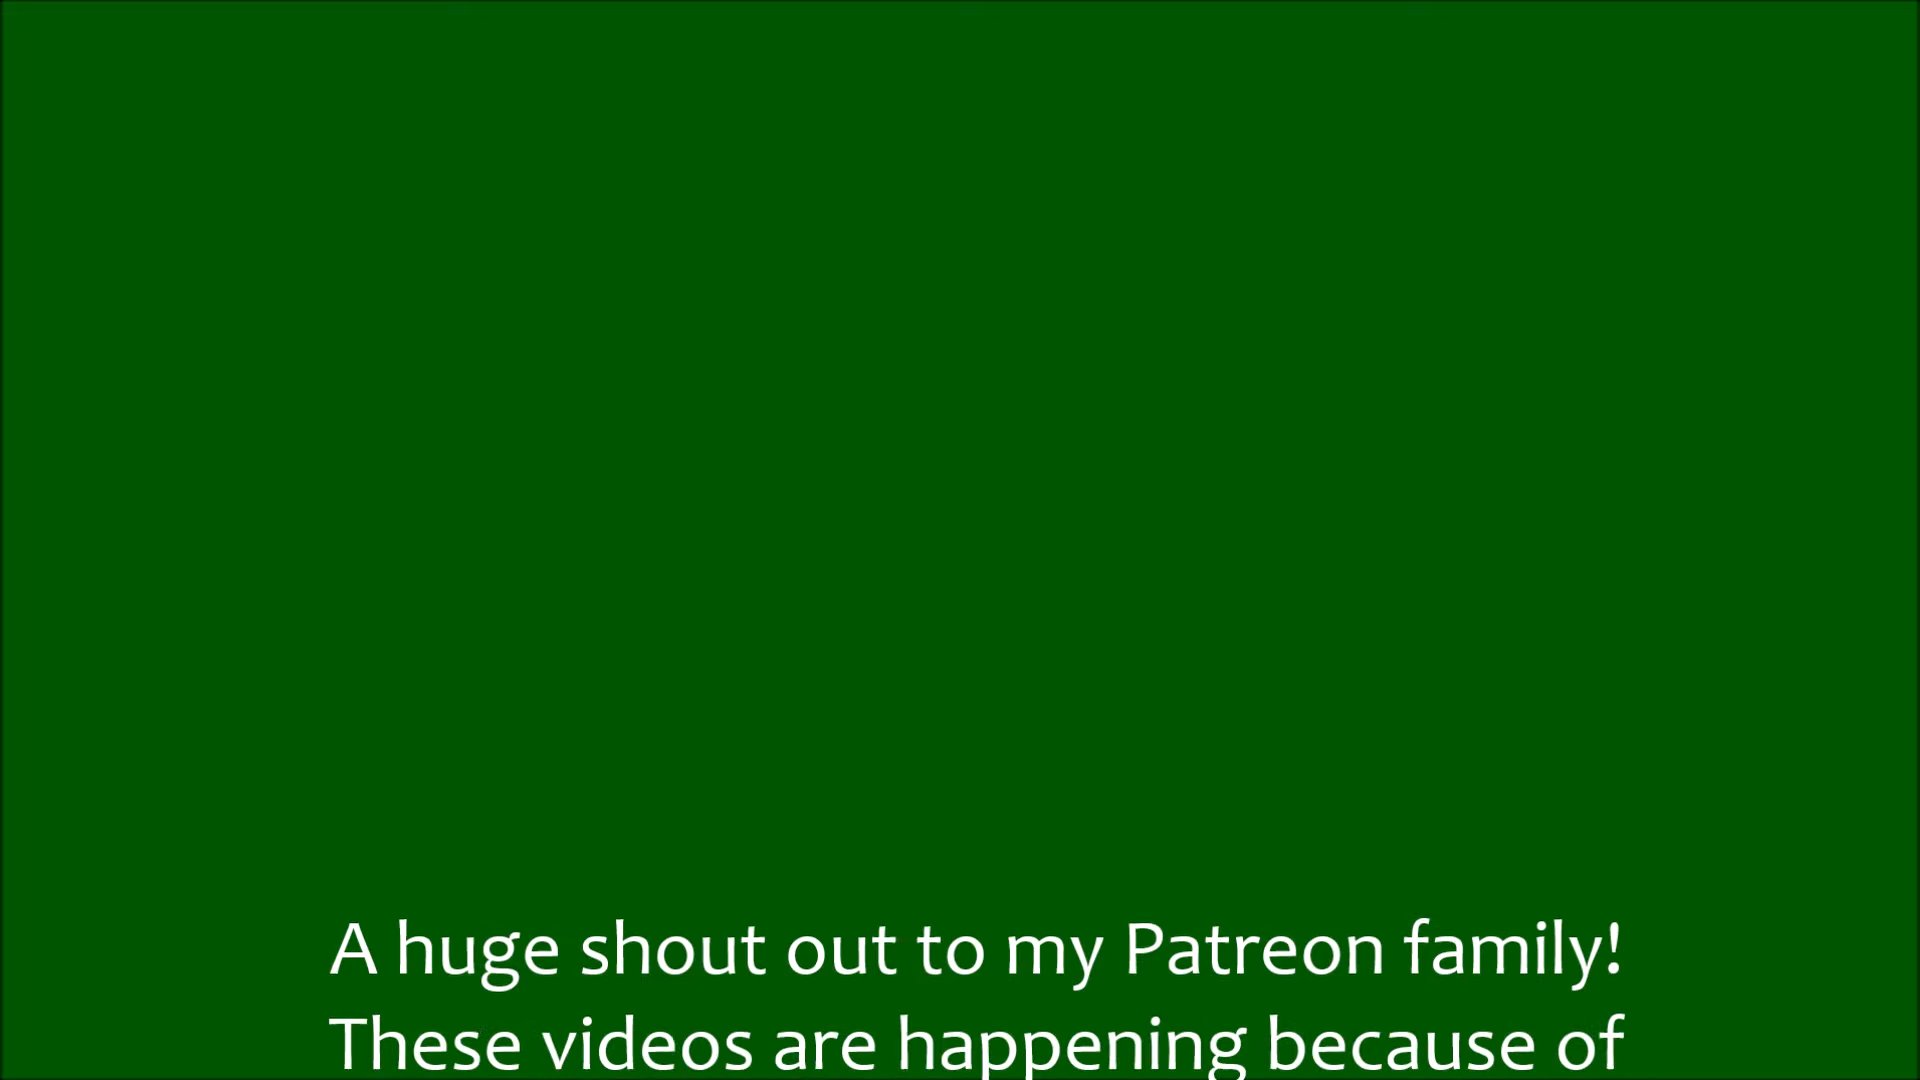 A huge shout out to my Patreon family!
These videos are happening because of